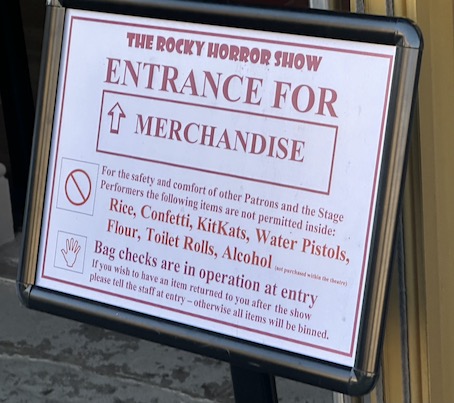 THE ROCKY HORROR SHOW
ENTRANCE FOR
MERCHANDISE
For the safety and comfort of other Patrons and the Stage
Performers the following items are not permitted inside:
Rice, Confetti, KitKats, Water Pistols,
Flour, Toilet Rolls, Alcohol (not purchased within the theatre)
Bag checks are in operation at entry
If you wish to have an item returned to you after the show
please tell the staff at entry – otherwise all items will be binned.